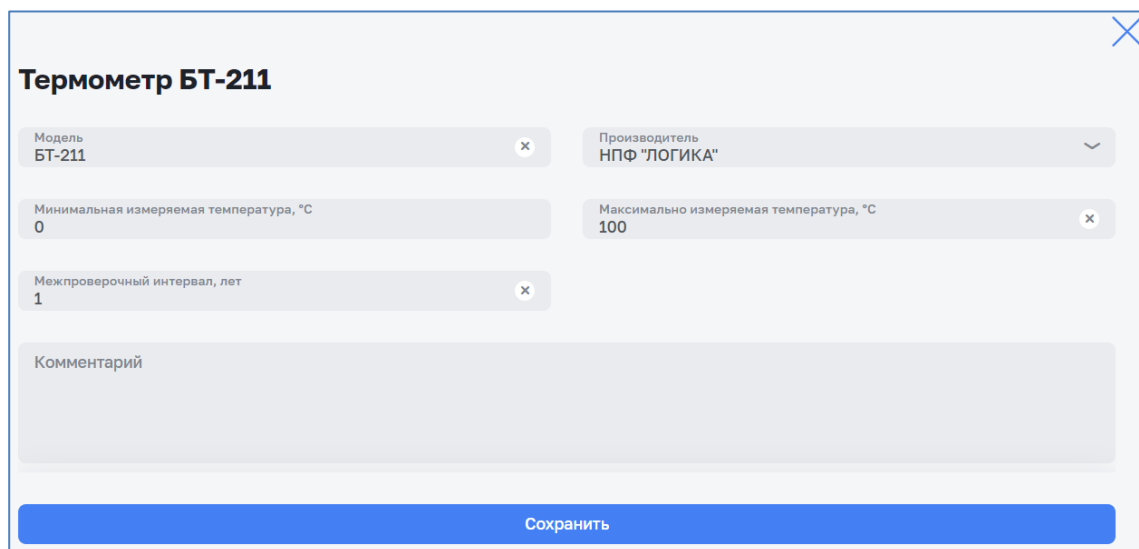 Термометр БТ-211
Модель
БТ-211
Производитель
НПФ "ЛОГИКА"
Минимальная измеряемая температура, °C
0
Максимально измеряемая температура, °C
100
Межпроверочный интервал, лет
1
Комментарий
Сохранить